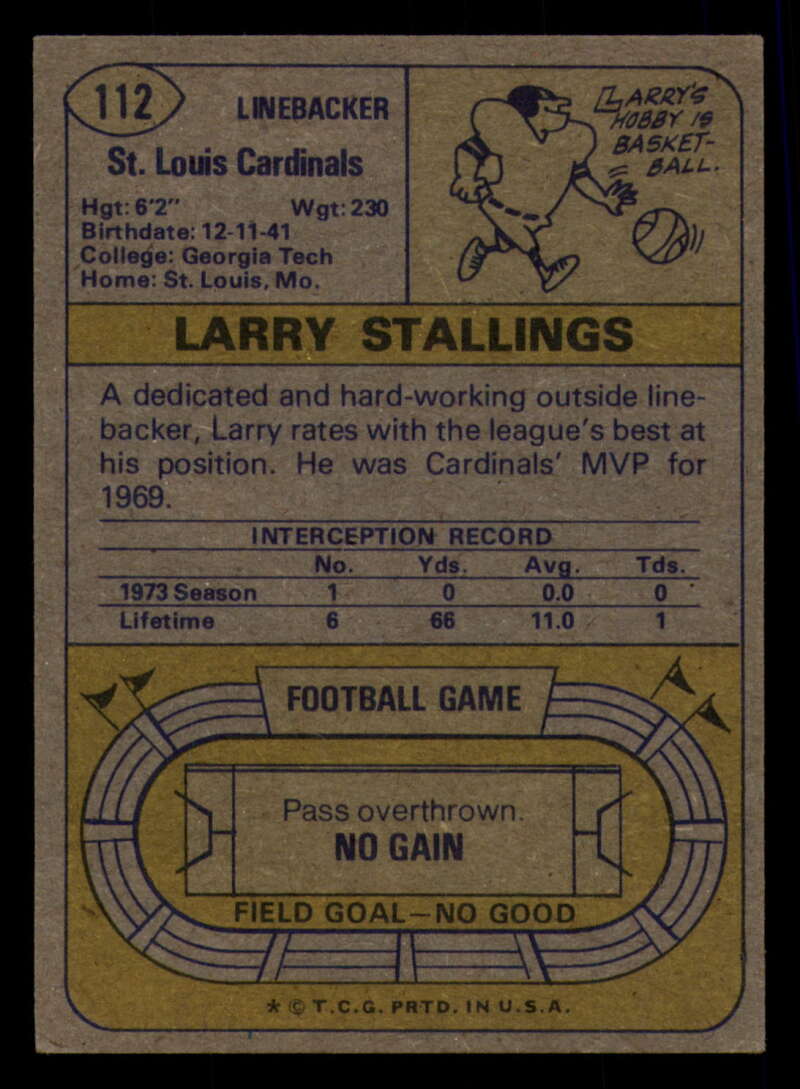 112
LINEBACKER
St. Louis Cardinals
Hgt: 6'2" Wgt: 230
Birthdate: 12-11-41
College: Georgia Tech
Home: St. Louis, Mo.
LARRY'S
HOBBY IS
BASKET-
BALL.
LARRY STALLINGS
A dedicated and hard-working outside line-
backer, Larry rates with the league's best at
his position. He was Cardinals' MVP for
1969.
INTERCEPTION RECORD
No. Yds. Avg. Tds.
1973 Season 1 0 0.0 0
Lifetime 6 66 11.0 1
FOOTBALL GAME
Pass overthrown.
NO GAIN
FIELD GOAL—NO GOOD
* © T.C.G. PRTD. IN U.S.A.